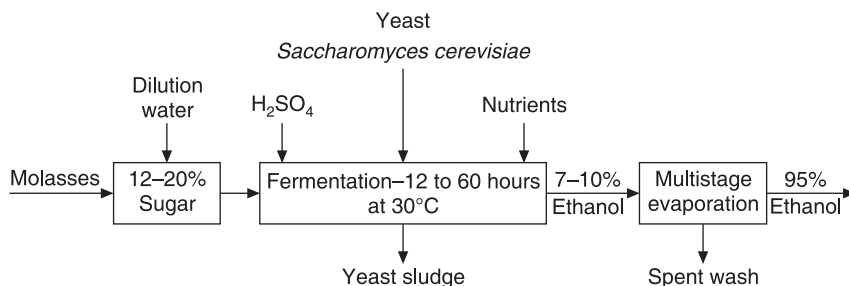 Yeast
Saccharomyces cerevisiae
Dilution
water
H₂SO₄
Nutrients
Molasses
12–20%
Sugar
Fermentation–12 to 60 hours
at 30°C
7–10%
Ethanol
Multistage
evaporation
95%
Ethanol
Yeast sludge
Spent wash